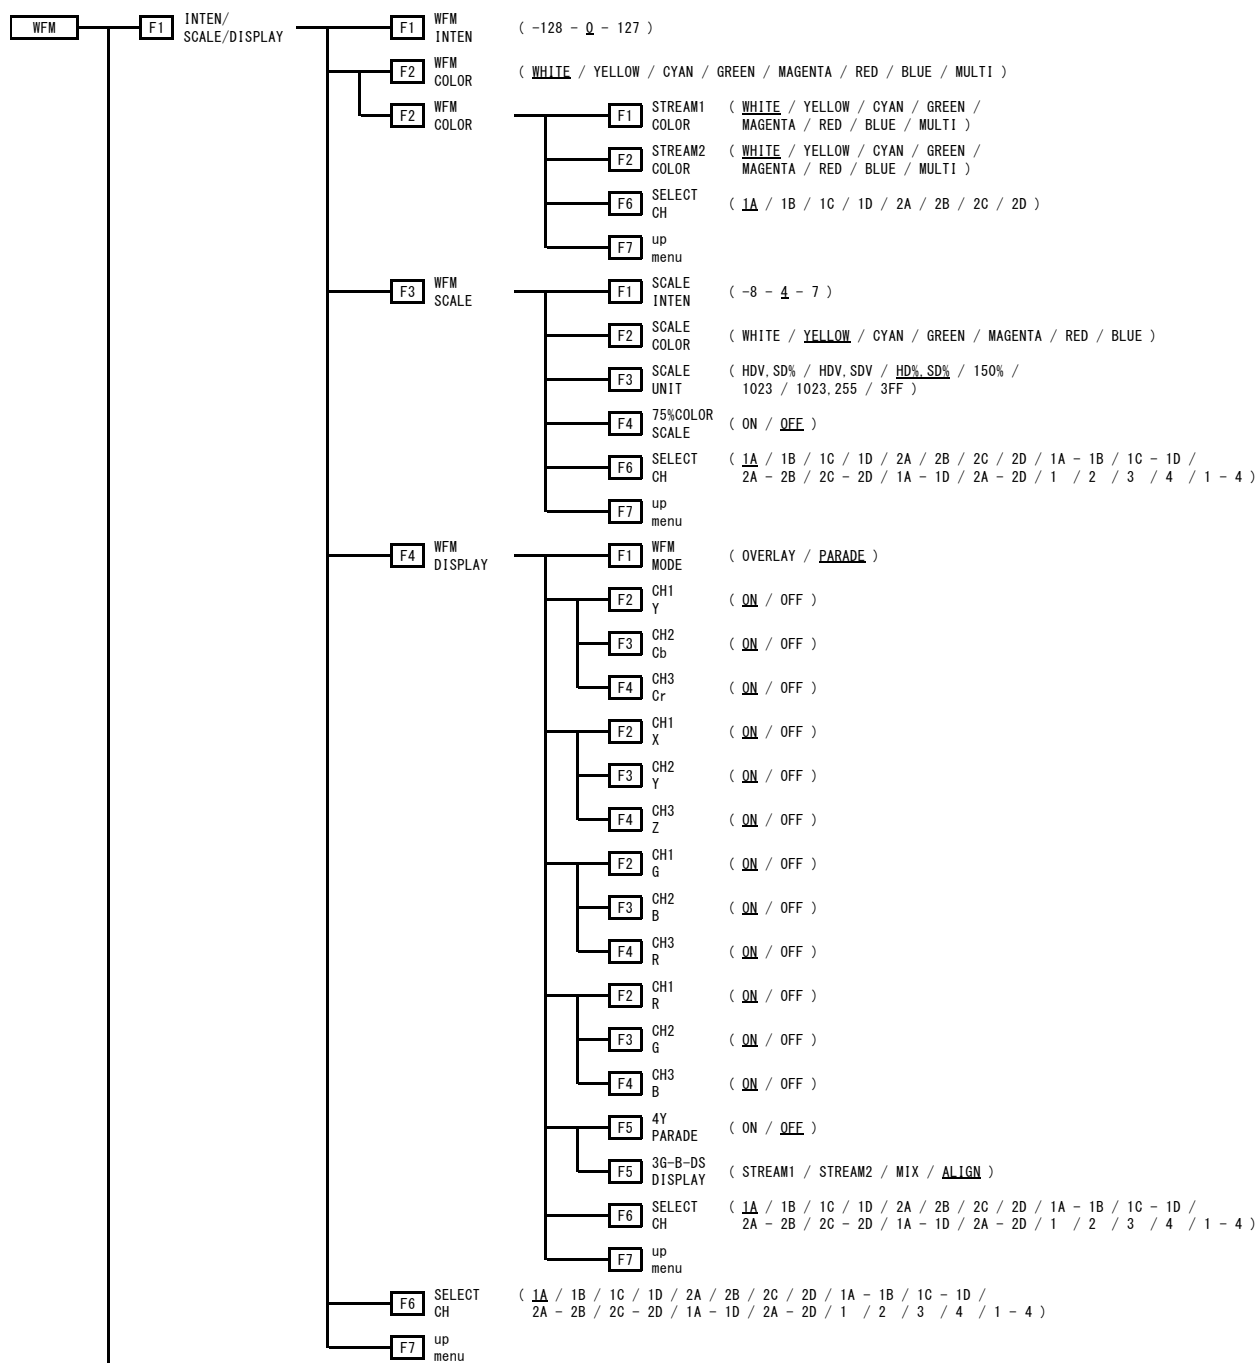 WFM
F1 INTEN/
SCALE/DISPLAY
F1 WFM
INTEN
( -128 - 0 - 127 )
F2 WFM
COLOR
( WHITE / YELLOW / CYAN / GREEN / MAGENTA / RED / BLUE / MULTI )
F2 WFM
COLOR
F1 STREAM1
COLOR
( WHITE / YELLOW / CYAN / GREEN /
MAGENTA / RED / BLUE / MULTI )
F2 STREAM2
COLOR
( WHITE / YELLOW / CYAN / GREEN /
MAGENTA / RED / BLUE / MULTI )
F6 SELECT
CH
( 1A / 1B / 1C / 1D / 2A / 2B / 2C / 2D )
F7 up
menu
F3 WFM
SCALE
F1 SCALE
INTEN
( -8 - 4 - 7 )
F2 SCALE
COLOR
( WHITE / YELLOW / CYAN / GREEN / MAGENTA / RED / BLUE )
F3 SCALE
UNIT
( HDV,SD% / HDV,SDV / HD%,SD% / 150% /
1023 / 1023,255 / 3FF )
F4 75%COLOR
SCALE
( ON / OFF )
F6 SELECT
CH
( 1A / 1B / 1C / 1D / 2A / 2B / 2C / 2D / 1A - 1B / 1C - 1D /
2A - 2B / 2C - 2D / 1A - 1D / 2A - 2D / 1 / 2 / 3 / 4 / 1 - 4 )
F7 up
menu
F4 WFM
DISPLAY
F1 WFM
MODE
( OVERLAY / PARADE )
F2 CH1
Y
( ON / OFF )
F3 CH2
Cb
( ON / OFF )
F4 CH3
Cr
( ON / OFF )
F2 CH1
X
( ON / OFF )
F3 CH2
Y
( ON / OFF )
F4 CH3
Z
( ON / OFF )
F2 CH1
G
( ON / OFF )
F3 CH2
B
( ON / OFF )
F4 CH3
R
( ON / OFF )
F2 CH1
R
( ON / OFF )
F3 CH2
G
( ON / OFF )
F4 CH3
B
( ON / OFF )
F5 4Y
PARADE
( ON / OFF )
F5 3G-B-DS
DISPLAY
( STREAM1 / STREAM2 / MIX / ALIGN )
F6 SELECT
CH
( 1A / 1B / 1C / 1D / 2A / 2B / 2C / 2D / 1A - 1B / 1C - 1D /
2A - 2B / 2C - 2D / 1A - 1D / 2A - 2D / 1 / 2 / 3 / 4 / 1 - 4 )
F7 up
menu
F6 SELECT
CH
( 1A / 1B / 1C / 1D / 2A / 2B / 2C / 2D / 1A - 1B / 1C - 1D /
2A - 2B / 2C - 2D / 1A - 1D / 2A - 2D / 1 / 2 / 3 / 4 / 1 - 4 )
F7 up
menu